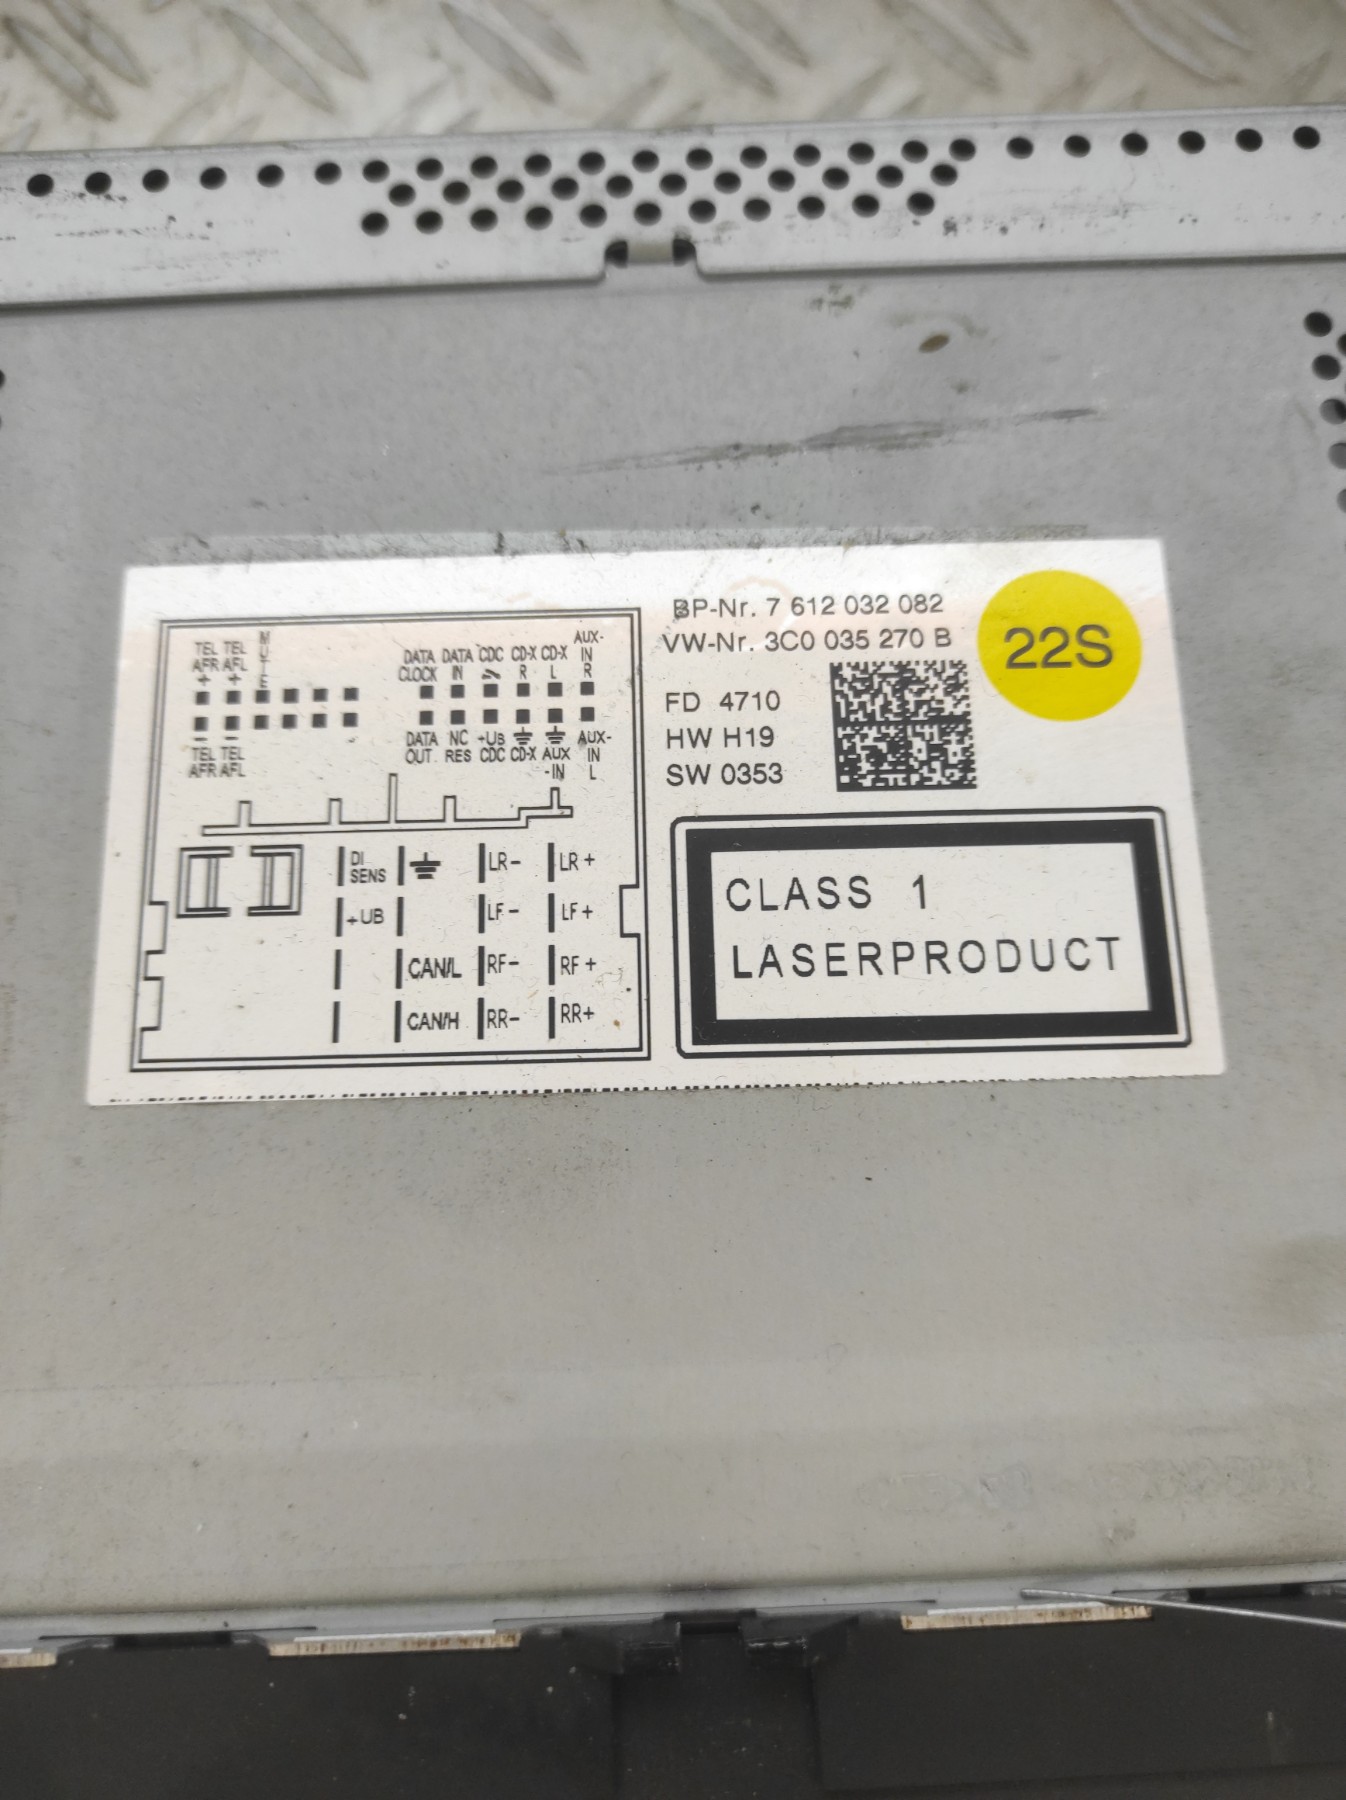 BP-Nr. 7 612 032 082
VW-Nr. 3C0 035 270 B
22S
FD 4710
HW H19
SW 0353
CLASS 1
LASERPRODUCT
TEL TEL MUTE DATA DATA CDC CD-X CD-X AUX-
AFR AFL CLOCK IN R L IN
+ + R
- - DATA NC +UB CD-X AUX AUX-
TEL TEL OUT RES CDC -IN IN
AFR AFL L
DI SENS LR- LR+
+UB LF- LF+
CAN/L RF- RF+
CAN/H RR- RR+